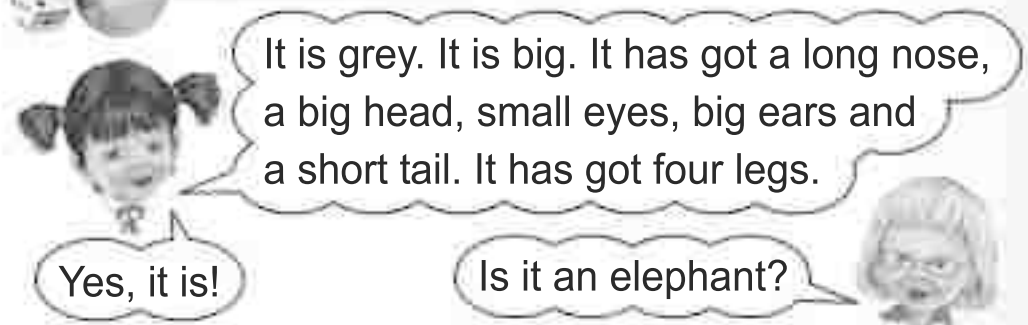 It is grey. It is big. It has got a long nose,
a big head, small eyes, big ears and
a short tail. It has got four legs.
Is it an elephant?
Yes, it is!